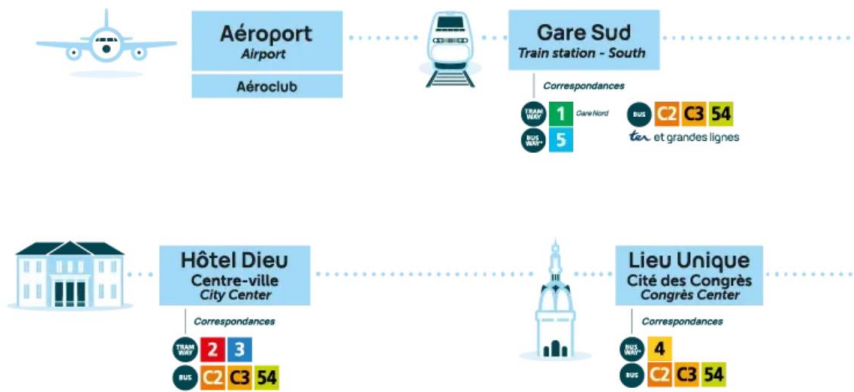 Aéroport
Airport
Aéroclub
Gare Sud
Train station - South
Correspondances
TRAM WAY 1 Gare Nord
BUS WAY 5
BUS C2 C3 54
ter et grandes lignes
Hôtel Dieu
Centre-ville
City Center
Correspondances
TRAM WAY 2 3
BUS C2 C3 54
Lieu Unique
Cité des Congrès
Congrès Center
Correspondances
BUS WAY 4
BUS C2 C3 54